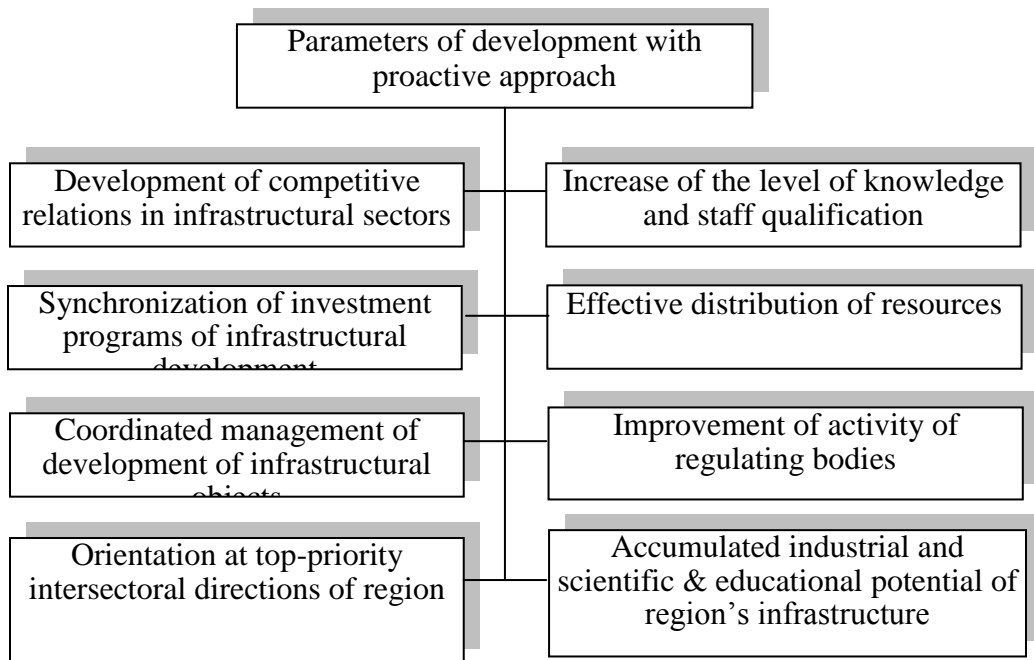 Parameters of development with
proactive approach
Development of competitive
relations in infrastructural sectors
Increase of the level of knowledge
and staff qualification
Synchronization of investment
programs of infrastructural
development
Effective distribution of resources
Coordinated management of
development of infrastructural
objects
Improvement of activity of
regulating bodies
Orientation at top-priority
intersectoral directions of region
Accumulated industrial and
scientific & educational potential of
region’s infrastructure